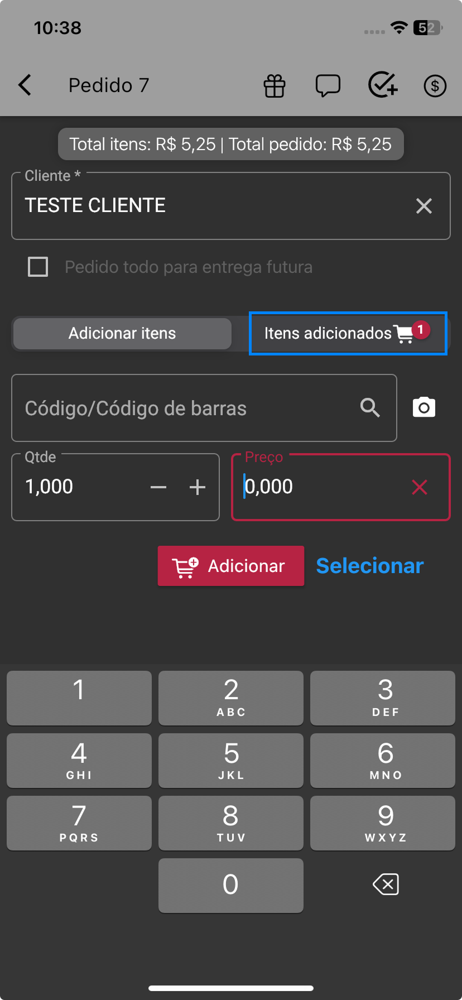 10:38
52
Pedido 7
Total itens: R$ 5,25 | Total pedido: R$ 5,25
Cliente *
TESTE CLIENTE
Pedido todo para entrega futura
Adicionar itens
Itens adicionados 1
Código/Código de barras
Qtde
Preço
1,000
0,000
Adicionar
Selecionar
1 2 3
ABC DEF
4 5 6
GHI JKL MNO
7 8 9
PQRS TUV WXYZ
0